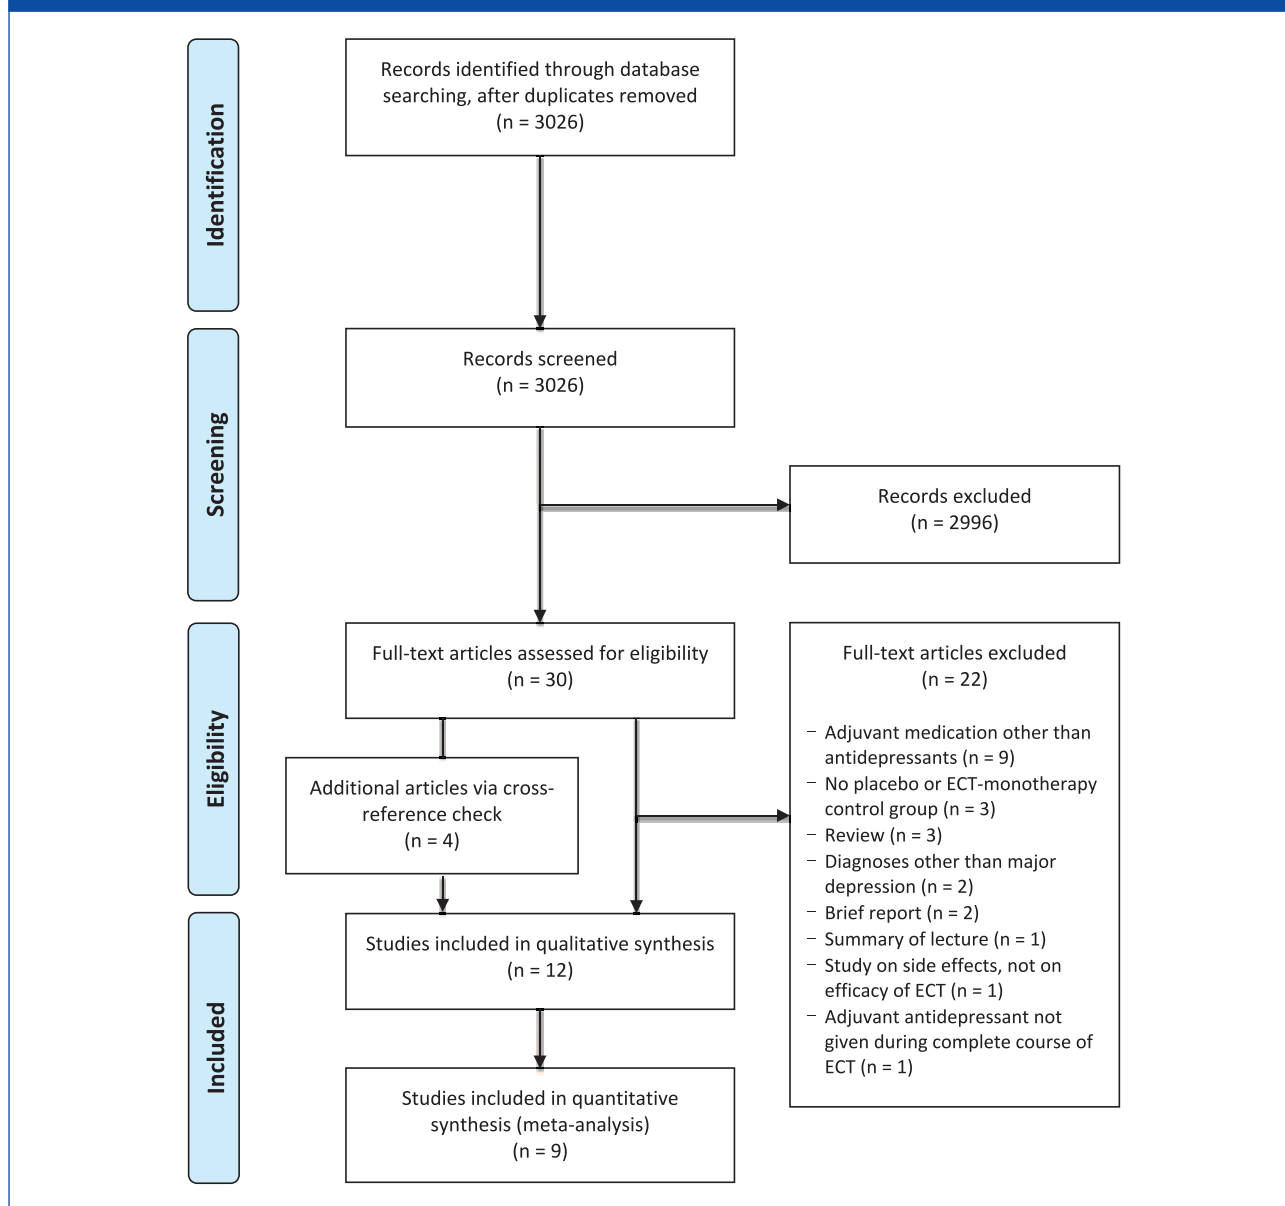 Identification
Records identified through database
searching, after duplicates removed
(n = 3026)
Screening
Records screened
(n = 3026)
Records excluded
(n = 2996)
Eligibility
Full-text articles assessed for eligibility
(n = 30)
Additional articles via cross-
reference check
(n = 4)
Full-text articles excluded
(n = 22)
– Adjuvant medication other than
antidepressants (n = 9)
– No placebo or ECT-monotherapy
control group (n = 3)
– Review (n = 3)
– Diagnoses other than major
depression (n = 2)
– Brief report (n = 2)
– Summary of lecture (n = 1)
– Study on side effects, not on
efficacy of ECT (n = 1)
– Adjuvant antidepressant not
given during complete course of
ECT (n = 1)
Included
Studies included in qualitative synthesis
(n = 12)
Studies included in quantitative
synthesis (meta-analysis)
(n = 9)